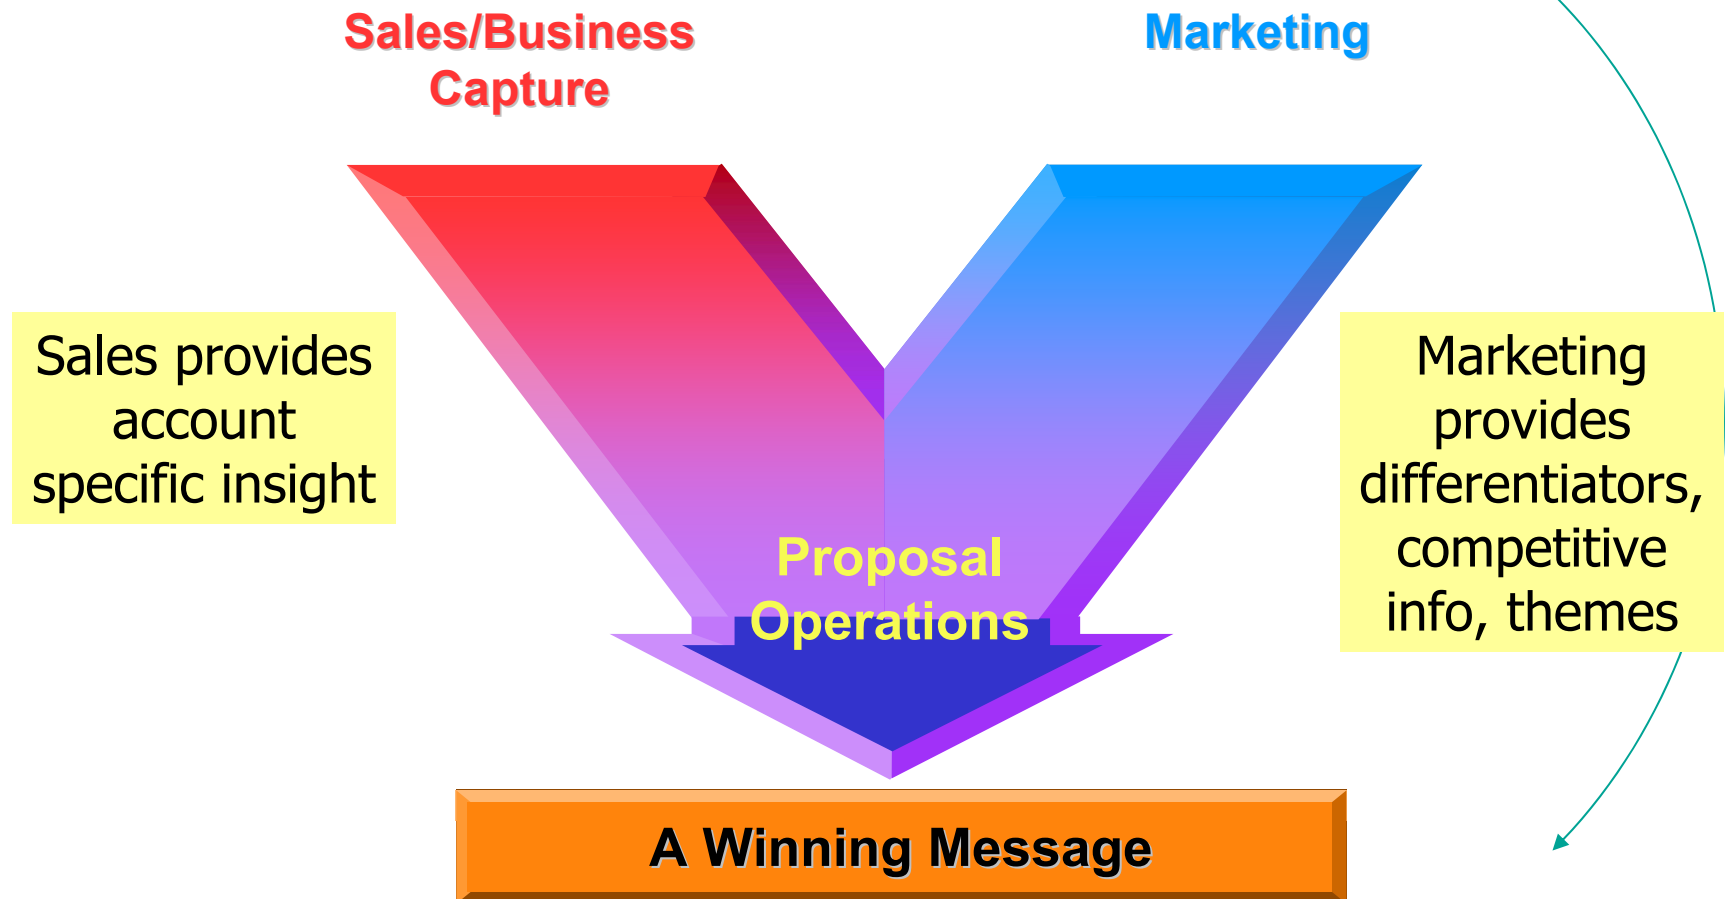 Sales/Business
Capture
Marketing
Sales provides
account
specific insight
Marketing
provides
differentiators,
competitive
info, themes
Proposal
Operations
A Winning Message